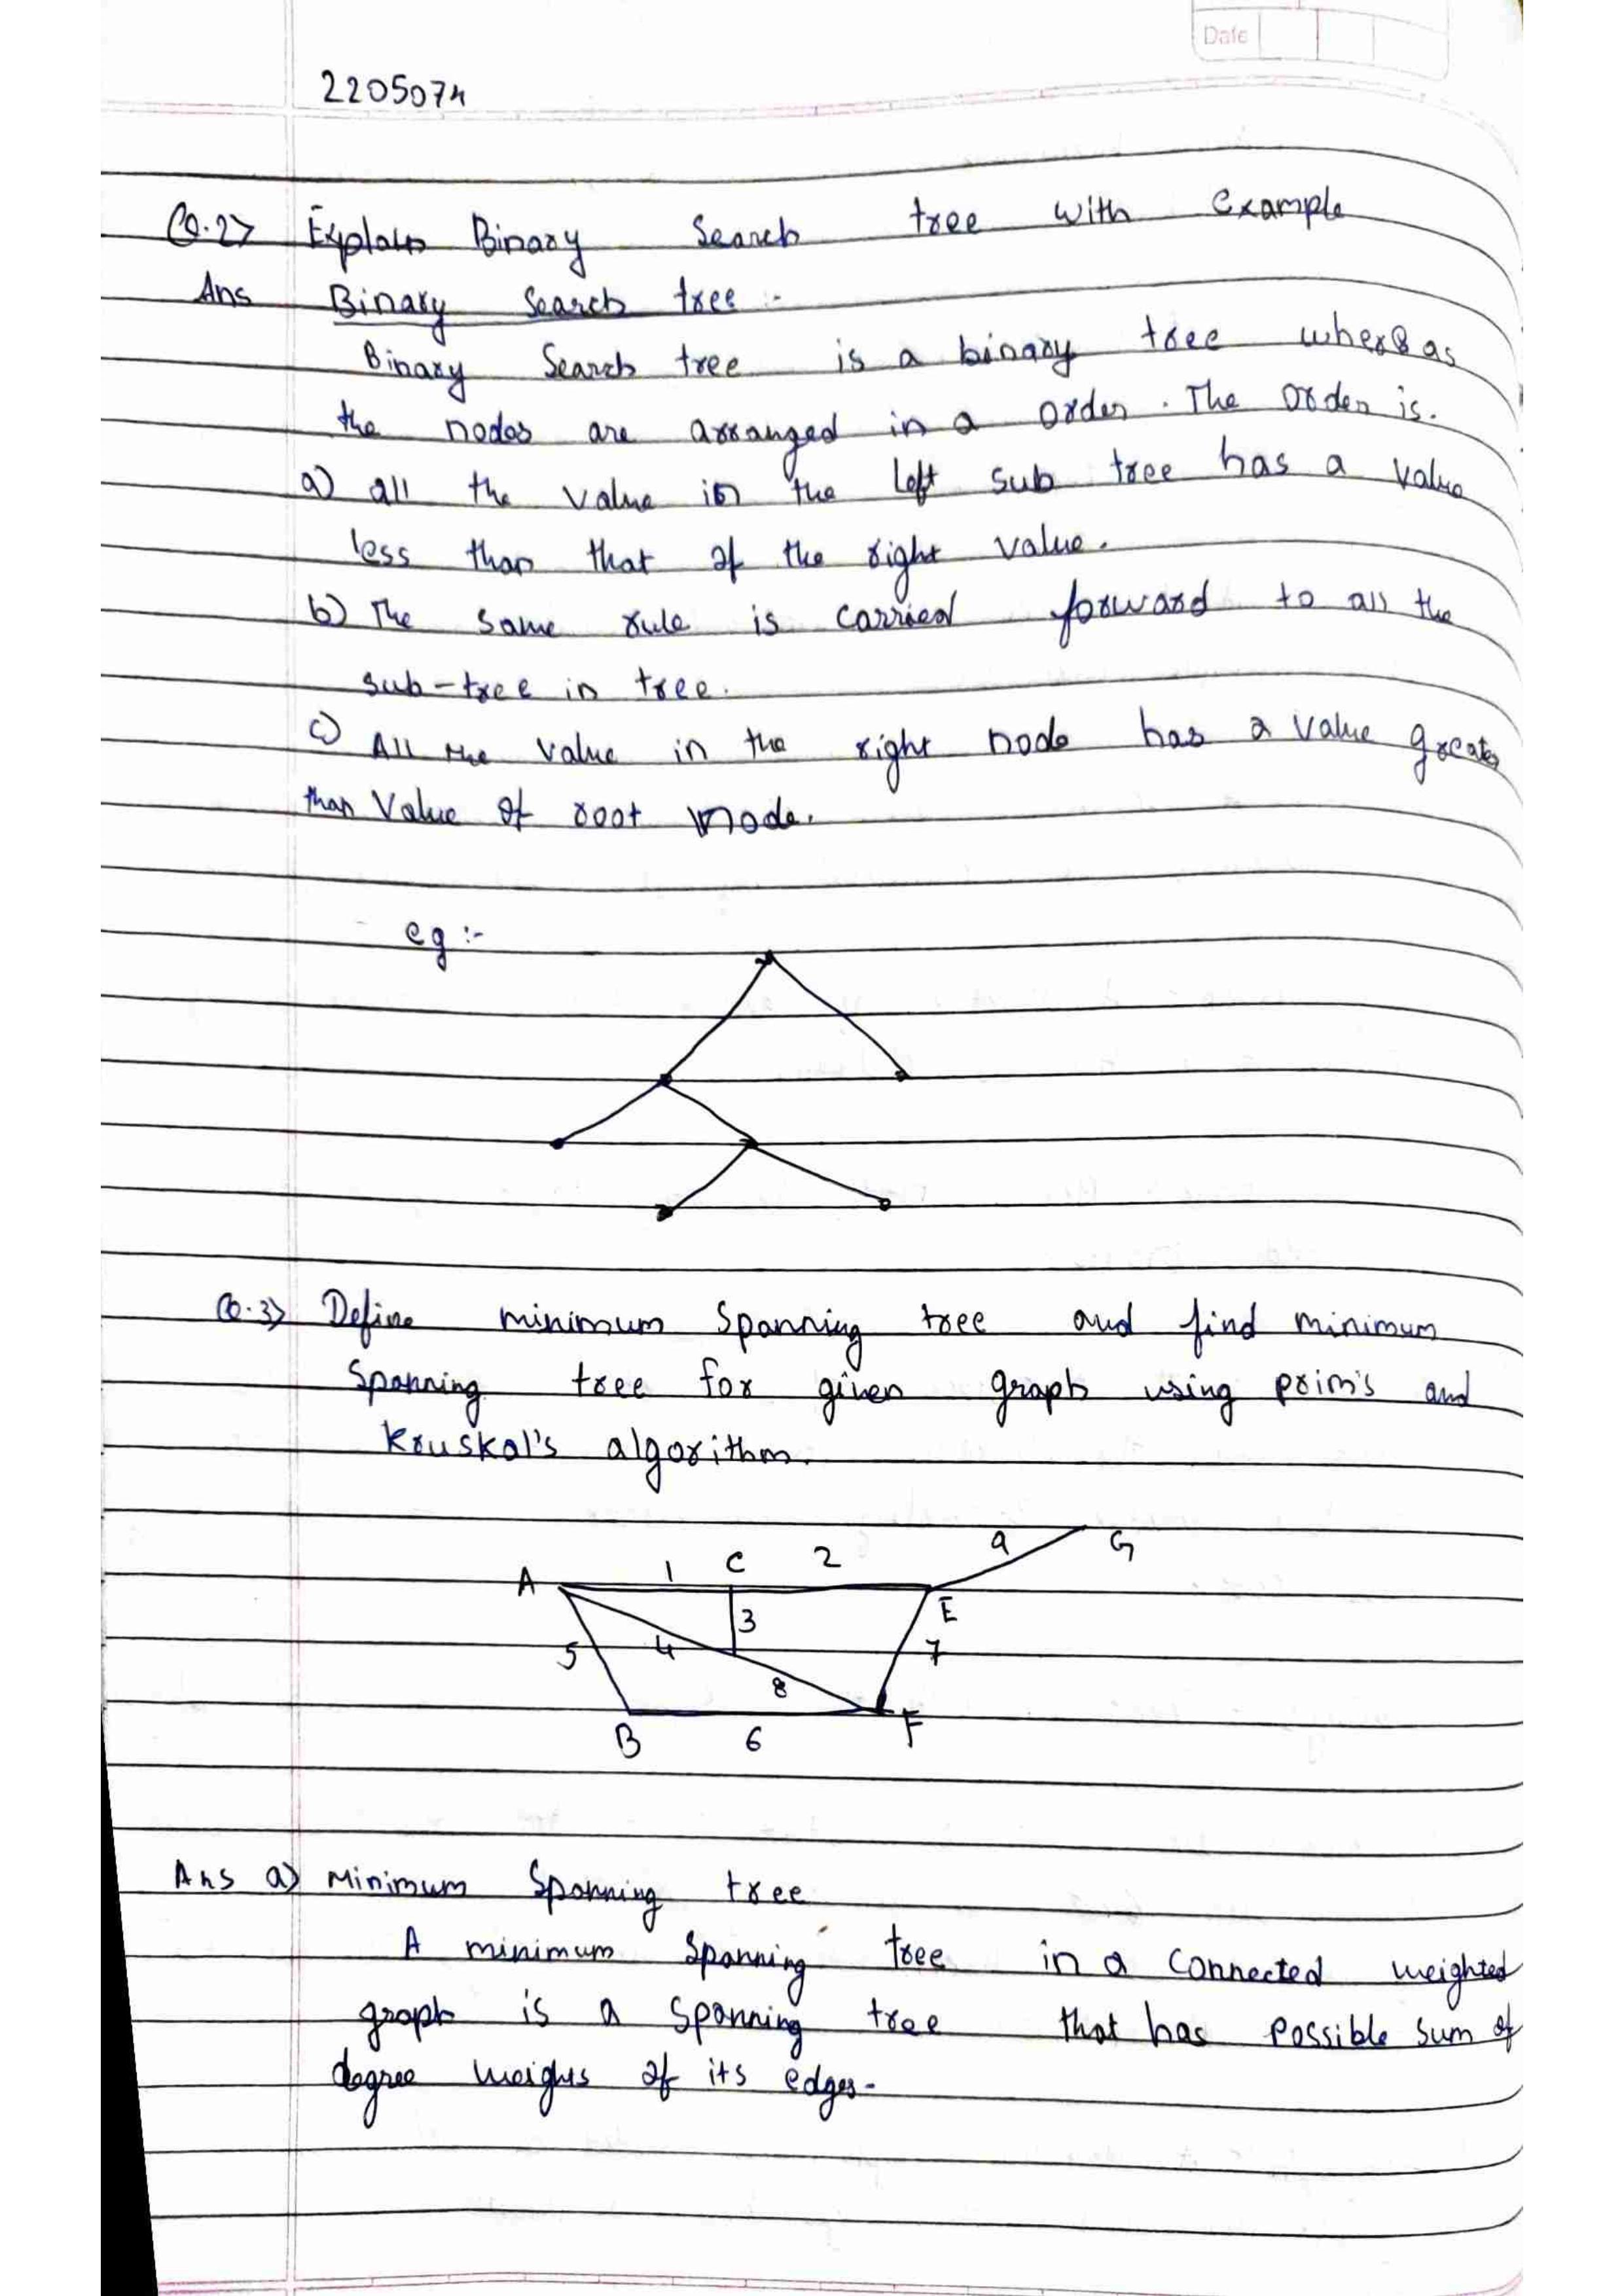 Date
2205074
Q.2> Explain Binary Search tree with example
Ans Binary Search tree :-
Binary Search tree is a binary tree where as
the nodes are arranged in a order. The order is.
a) all the value in the left sub tree has a value
less than that of the right value.
b) The same rule is carried forward to all the
sub-tree in tree.
c) All the value in the right node has a value greater
than value of root node.
eg :-
Q.3> Define minimum spanning tree and find minimum
spanning tree for given graph using prim's and
Kruskal's algorithm.
9 G
A 1 C 2
3 E
5 4 7
8
B 6 F
Ans a) Minimum Spanning tree
A minimum spanning tree in a connected weighted
graph is a spanning tree that has possible sum of
degree weighs of its edges.